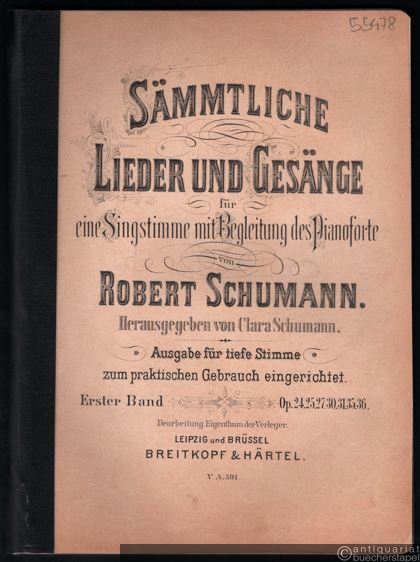 55478
SÄMMTLICHE
LIEDER UND GESÄNGE
für
eine Singstimme mit Begleitung des Pianoforte
von
ROBERT SCHUMANN.
Herausgegeben von Clara Schumann.
Ausgabe für tiefe Stimme
zum praktischen Gebrauch eingerichtet.
Erster Band Op. 24.25.27.30.31.35.36.
Bearbeitung Eigenthum der Verleger.
LEIPZIG und BRÜSSEL
BREITKOPF & HÄRTEL.
V. A. 591.
antiquariat
buecherstapel